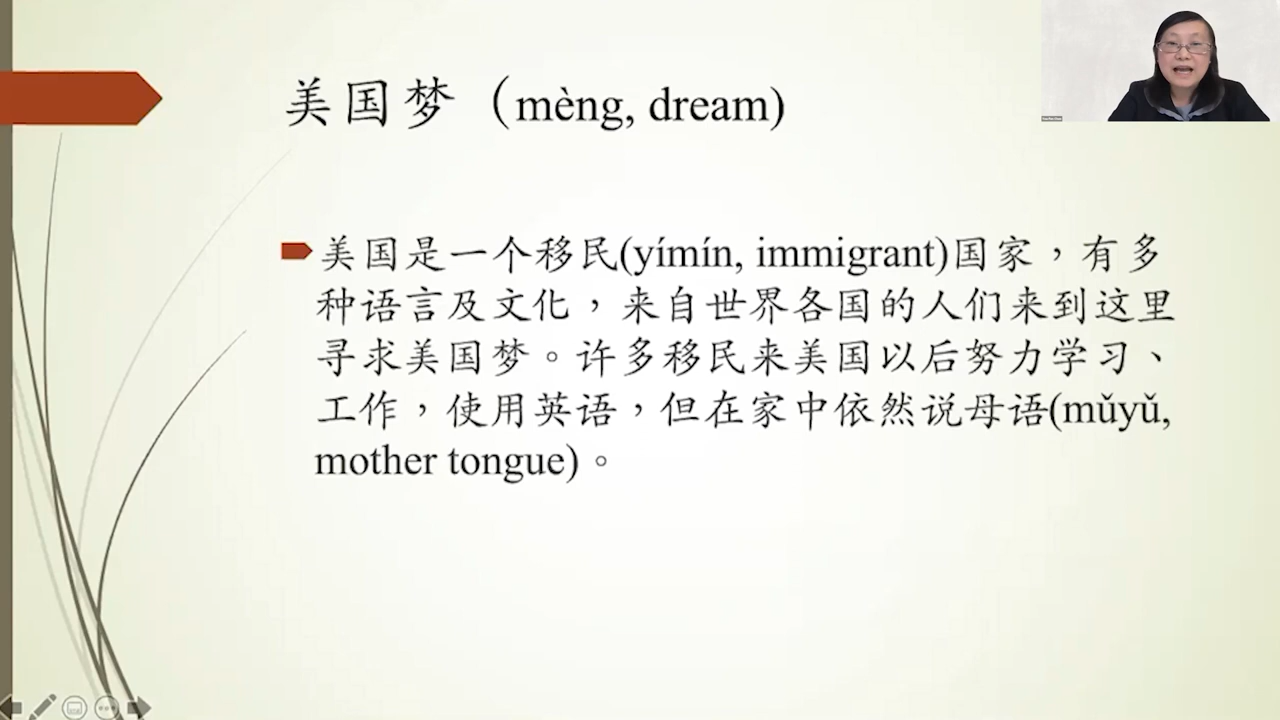 美国梦（mèng, dream)
美国是一个移民(yímín, immigrant)国家，有多
种语言及文化，来自世界各国的人们来到这里
寻求美国梦。许多移民来美国以后努力学习、
工作，使用英语，但在家中依然说母语(mǔyǔ,
mother tongue)。